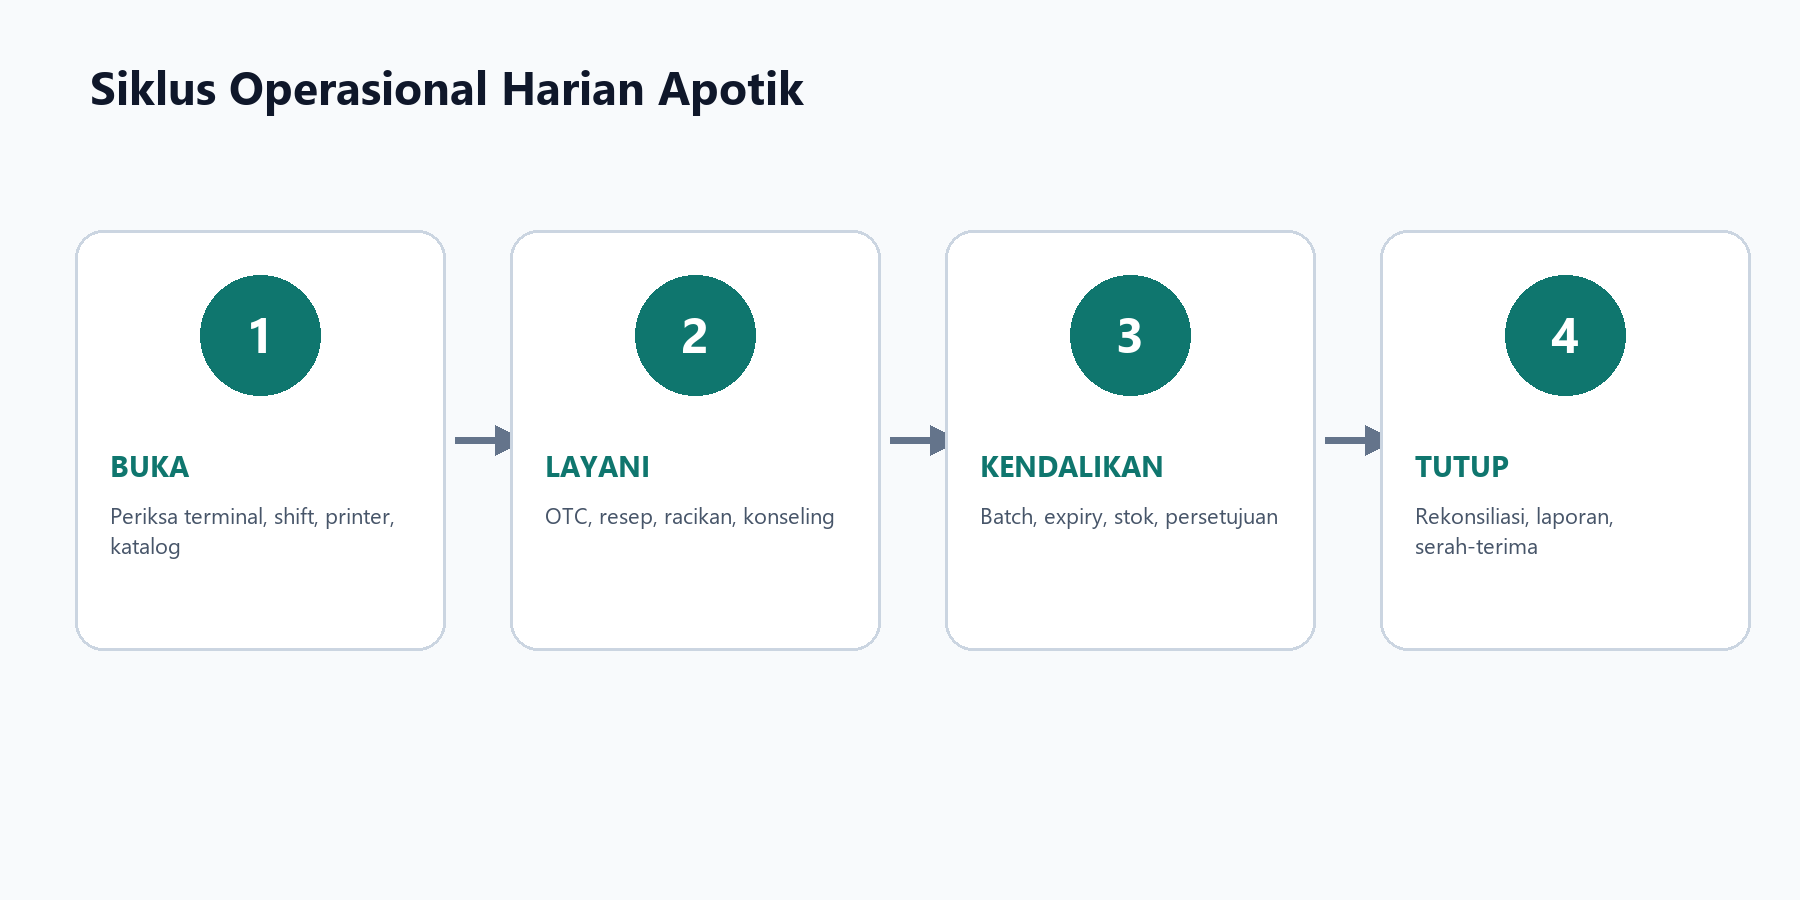 Siklus Operasional Harian Apotik
1
BUKA
Periksa terminal, shift, printer,
katalog
2
LAYANI
OTC, resep, racikan, konseling
3
KENDALIKAN
Batch, expiry, stok, persetujuan
4
TUTUP
Rekonsiliasi, laporan,
serah-terima